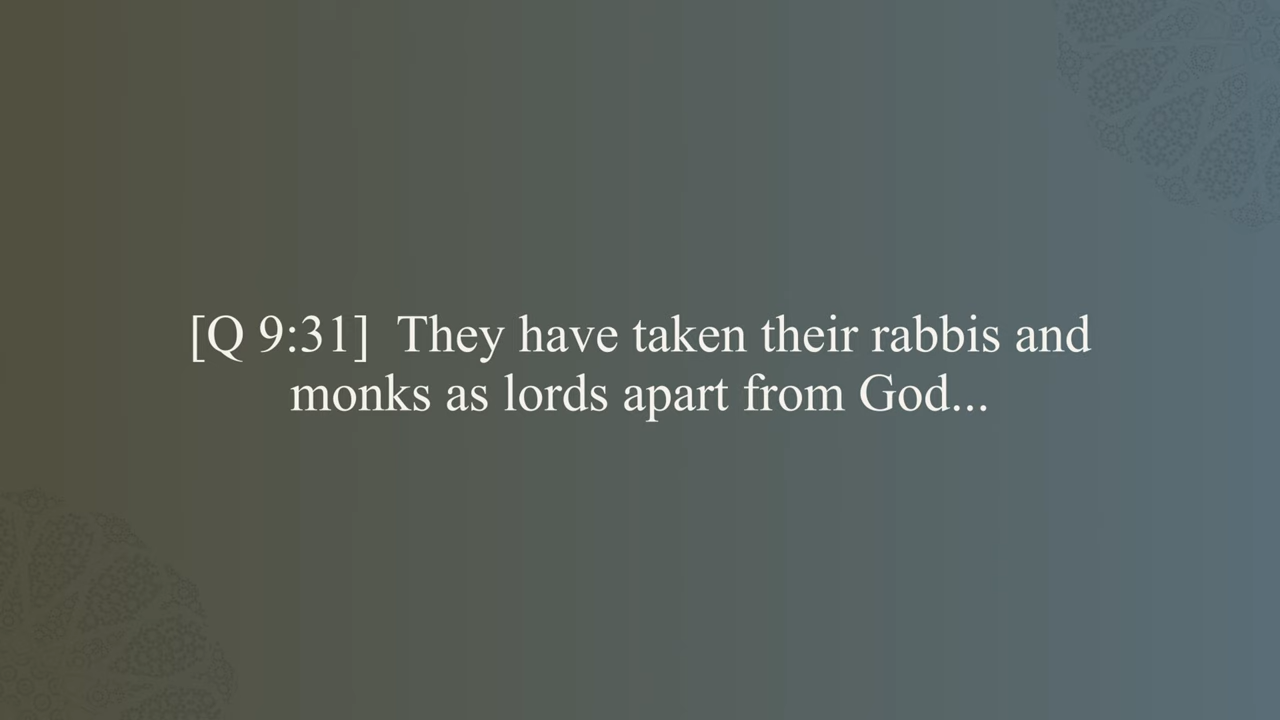 [Q 9:31]  They have taken their rabbis and
monks as lords apart from God...